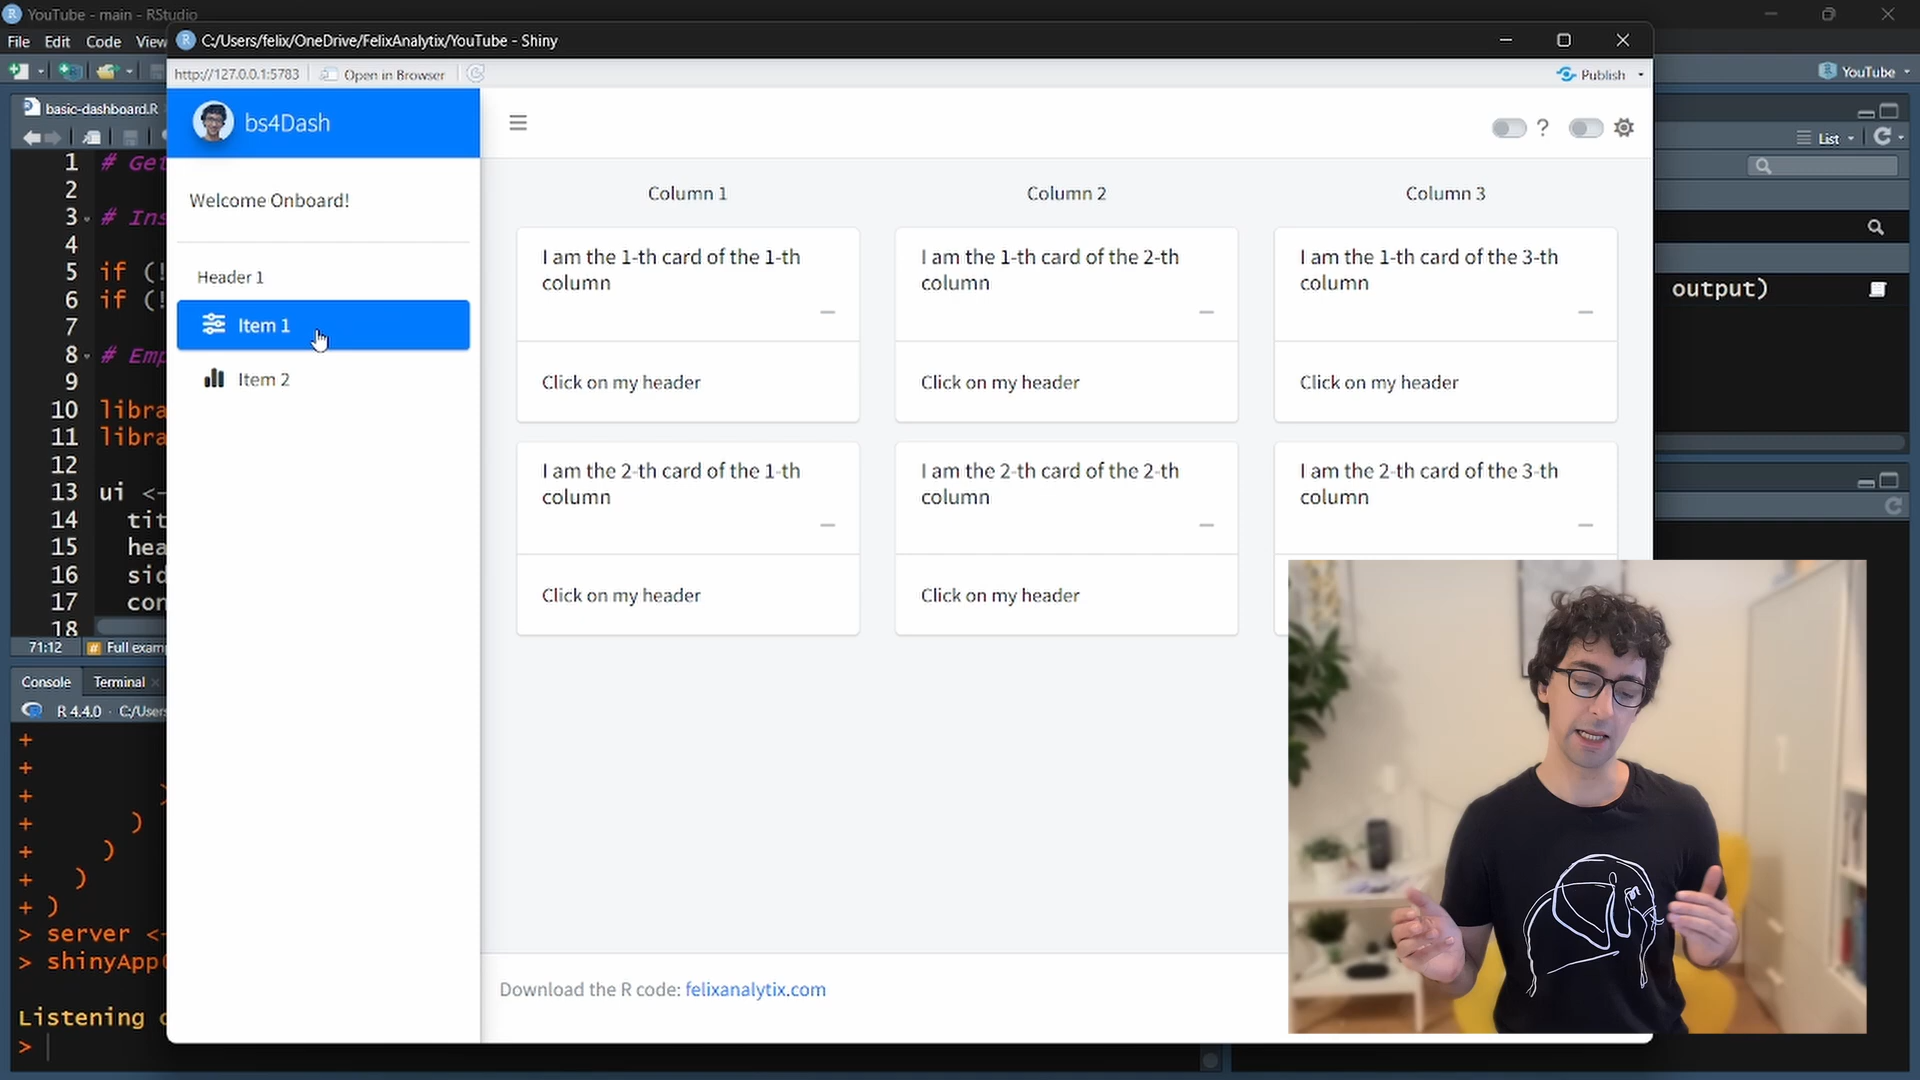 YouTube - main - RStudio
File Edit Code View
C:/Users/felix/OneDrive/FelixAnalytix/YouTube - Shiny
http://127.0.0.1:5783 Open in Browser Publish
YouTube
basic-dashboard.R
List
bs4Dash
?
Welcome Onboard!
Header 1
Item 1
Item 2
Column 1 Column 2 Column 3
I am the 1-th card of the 1-th
column
Click on my header
I am the 1-th card of the 2-th
column
Click on my header
I am the 1-th card of the 3-th
column
Click on my header
I am the 2-th card of the 1-th
column
Click on my header
I am the 2-th card of the 2-th
column
Click on my header
I am the 2-th card of the 3-th
column
Download the R code: felixanalytix.com
1 # Get
2
3 # Ins
4
5 if (!
6 if (!
7
8 # Emp
9
10 libra
11 libra
12
13 ui <-
14 tit
15 hea
16 sid
17 con
18
71:12 # Full exam
output)
Console Terminal
R 4.4.0 · C:/Users
+
+
+ )
+ )
+ )
+ )
+ )
> server <-
> shinyApp(
Listening o
>